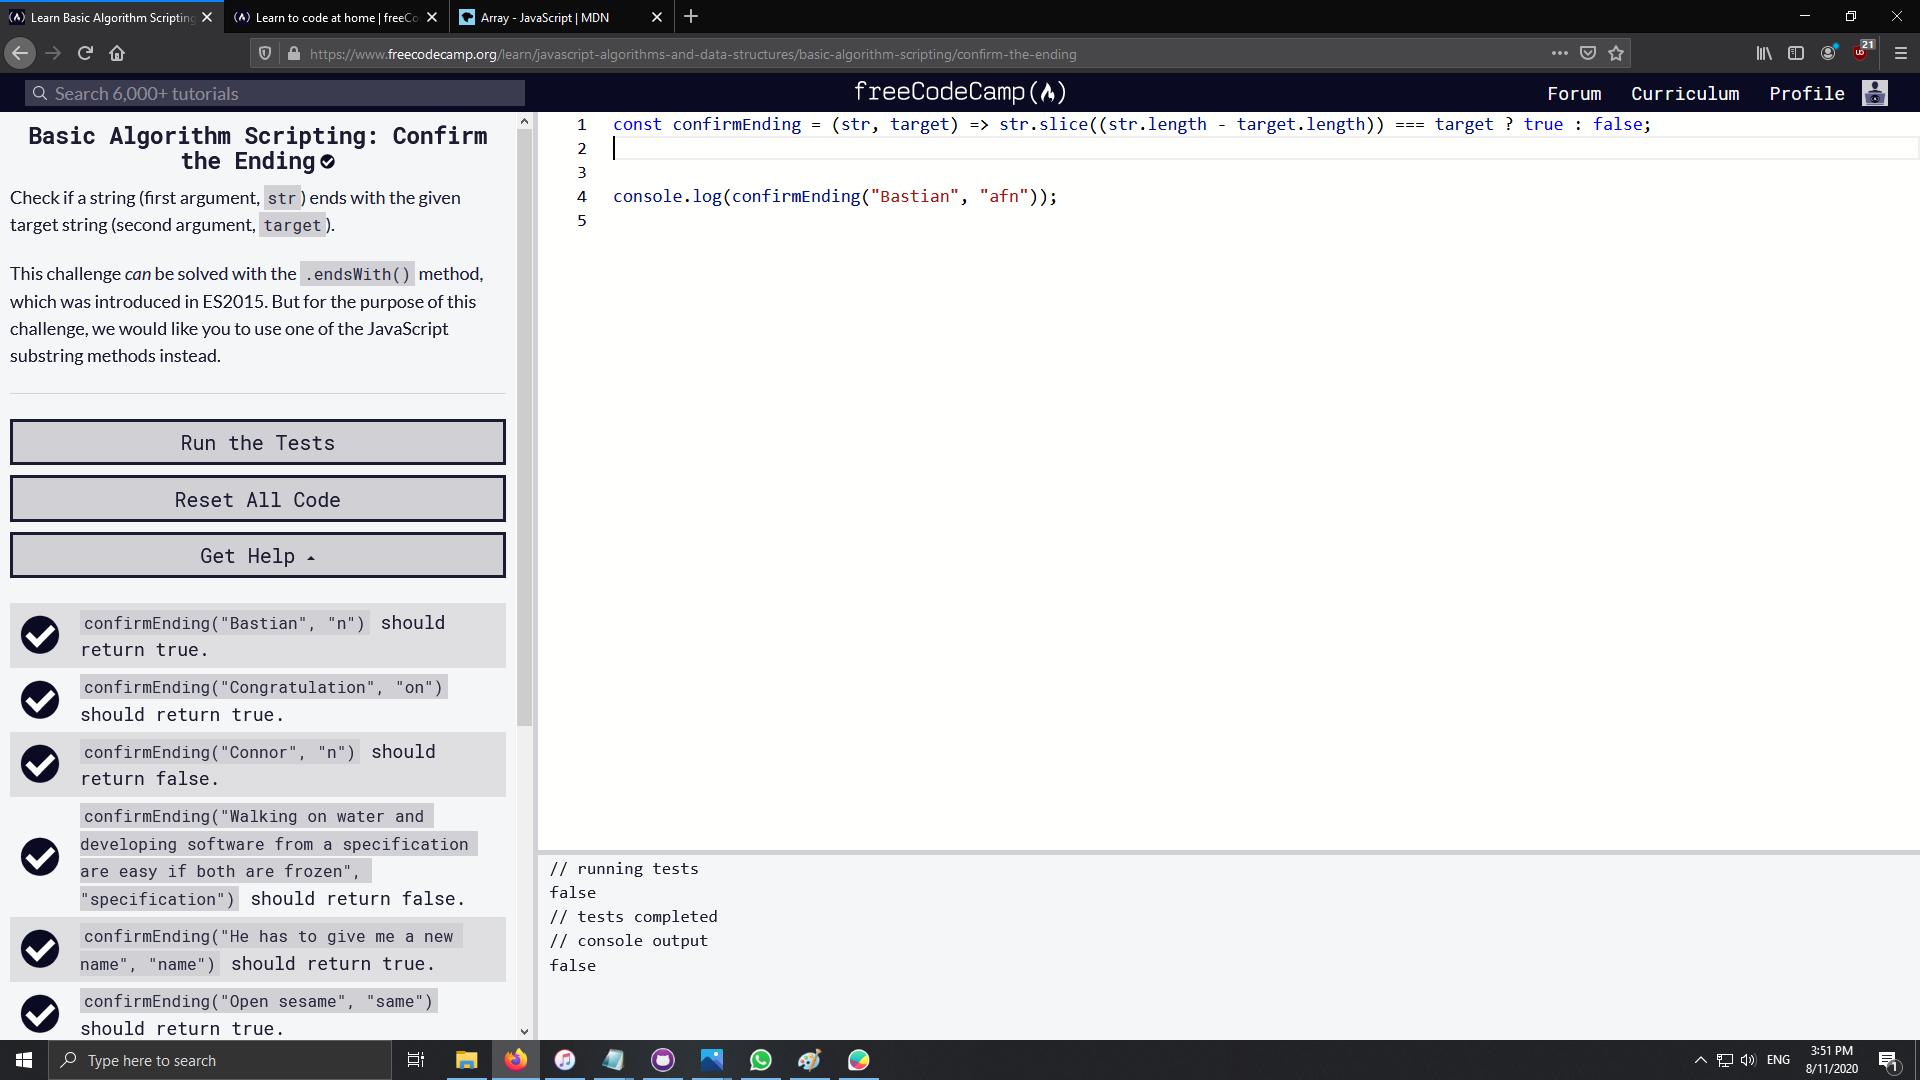 Learn Basic Algorithm Scripting
Learn to code at home | freeCo
Array - JavaScript | MDN
https://www.freecodecamp.org/learn/javascript-algorithms-and-data-structures/basic-algorithm-scripting/confirm-the-ending
21
Search 6,000+ tutorials
freeCodeCamp
Forum
Curriculum
Profile
Basic Algorithm Scripting: Confirm
the Ending
Check if a string (first argument, str) ends with the given
target string (second argument, target).
This challenge can be solved with the .endsWith() method,
which was introduced in ES2015. But for the purpose of this
challenge, we would like you to use one of the JavaScript
substring methods instead.
Run the Tests
Reset All Code
Get Help
confirmEnding("Bastian", "n") should
return true.
confirmEnding("Congratulation", "on")
should return true.
confirmEnding("Connor", "n") should
return false.
confirmEnding("Walking on water and
developing software from a specification
are easy if both are frozen",
"specification") should return false.
confirmEnding("He has to give me a new
name", "name") should return true.
confirmEnding("Open sesame", "same")
should return true.
1 const confirmEnding = (str, target) => str.slice((str.length - target.length)) === target ? true : false;
2
3
4 console.log(confirmEnding("Bastian", "afn"));
5
// running tests
false
// tests completed
// console output
false
Type here to search
ENG
3:51 PM
8/11/2020
1